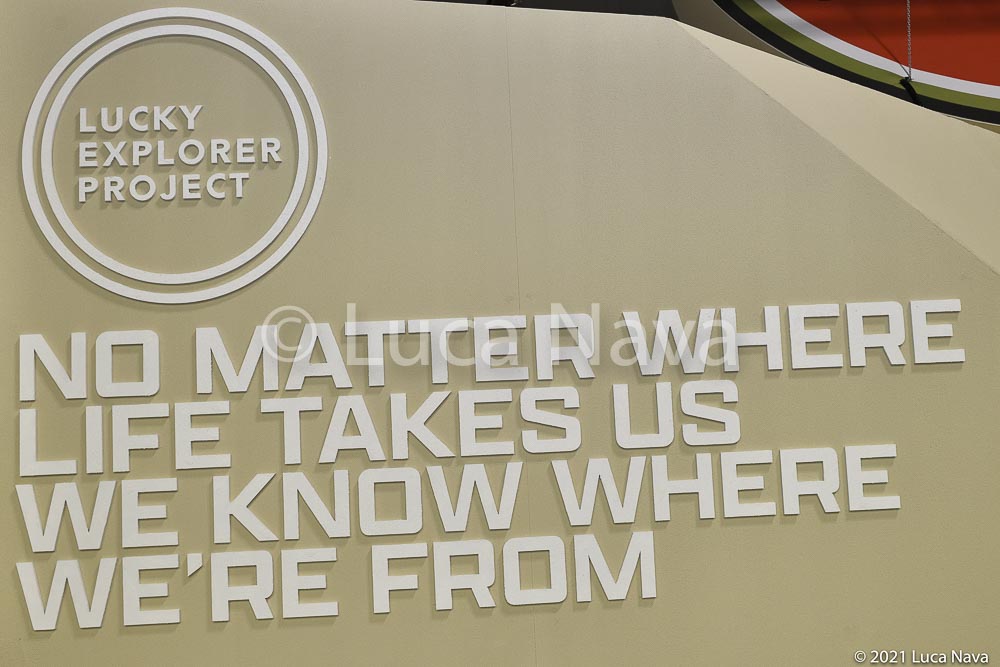 LUCKY
EXPLORER
PROJECT
© Luca Nava
NO MATTER WHERE
LIFE TAKES US
WE KNOW WHERE
WE'RE FROM
© 2021 Luca Nava